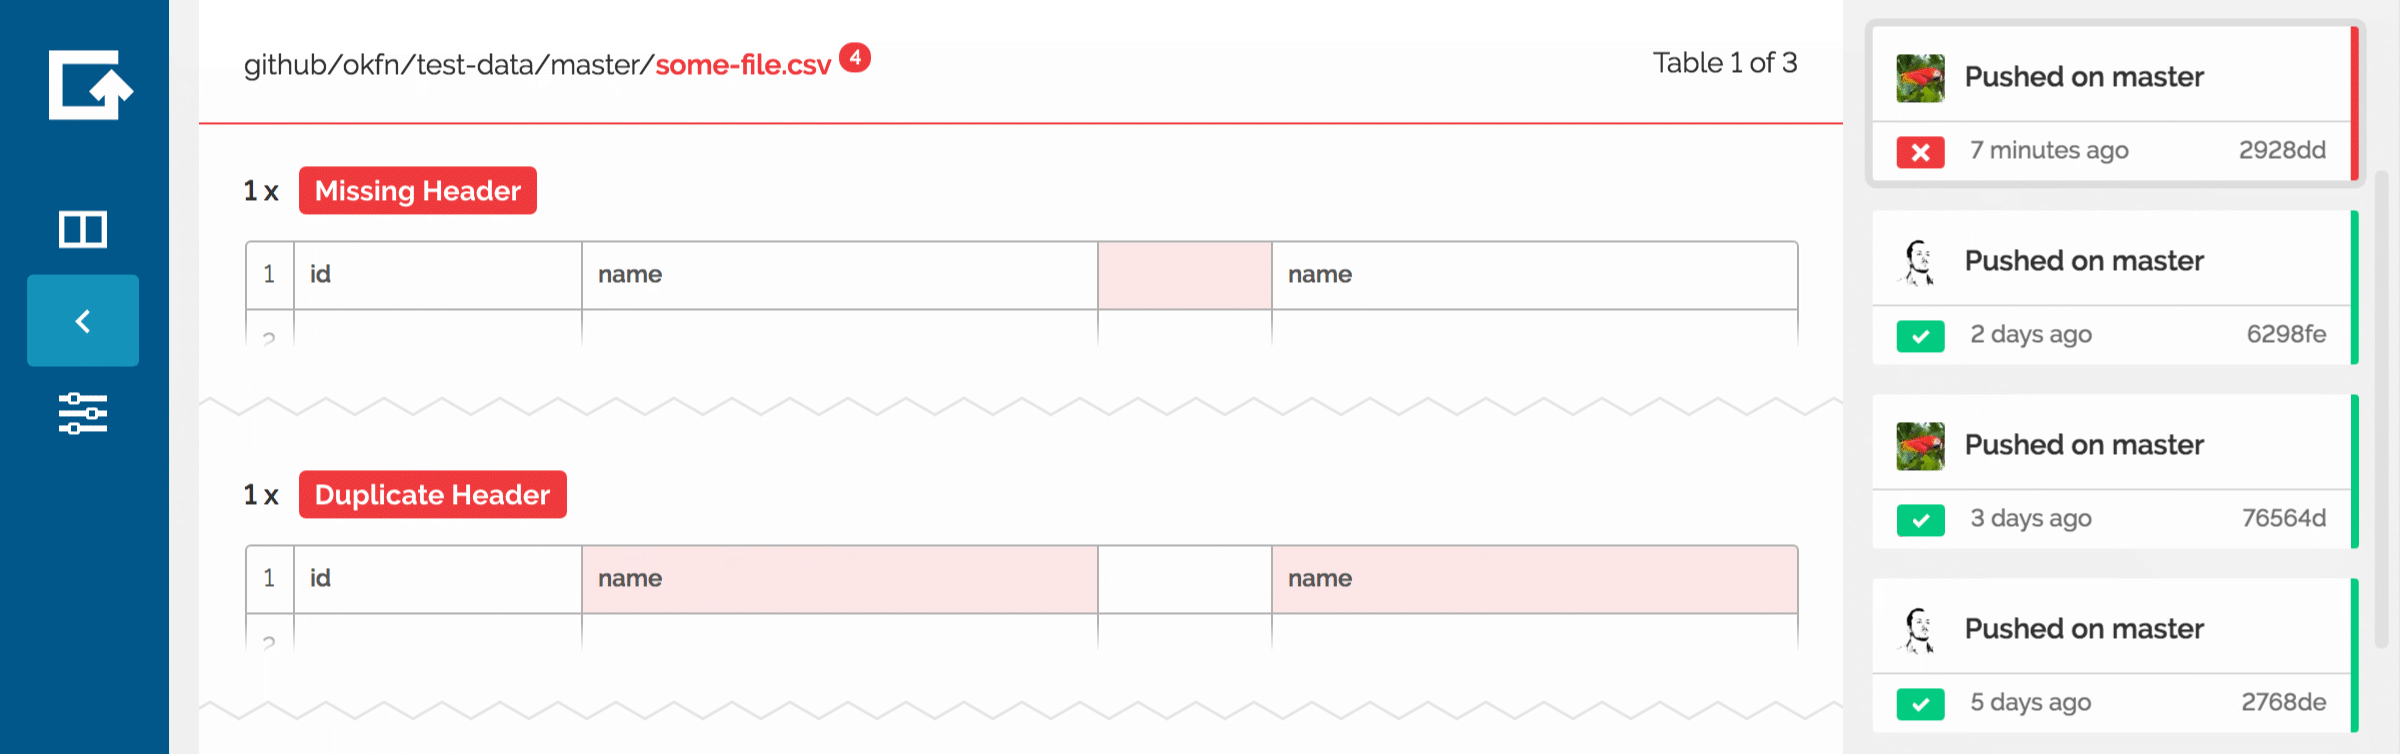 github/okfn/test-data/master/some-file.csv 4
Table 1 of 3
1 x Missing Header
1 id name name
2
1 x Duplicate Header
1 id name name
2
Pushed on master
7 minutes ago 2928dd
Pushed on master
2 days ago 6298fe
Pushed on master
3 days ago 76564d
Pushed on master
5 days ago 2768de